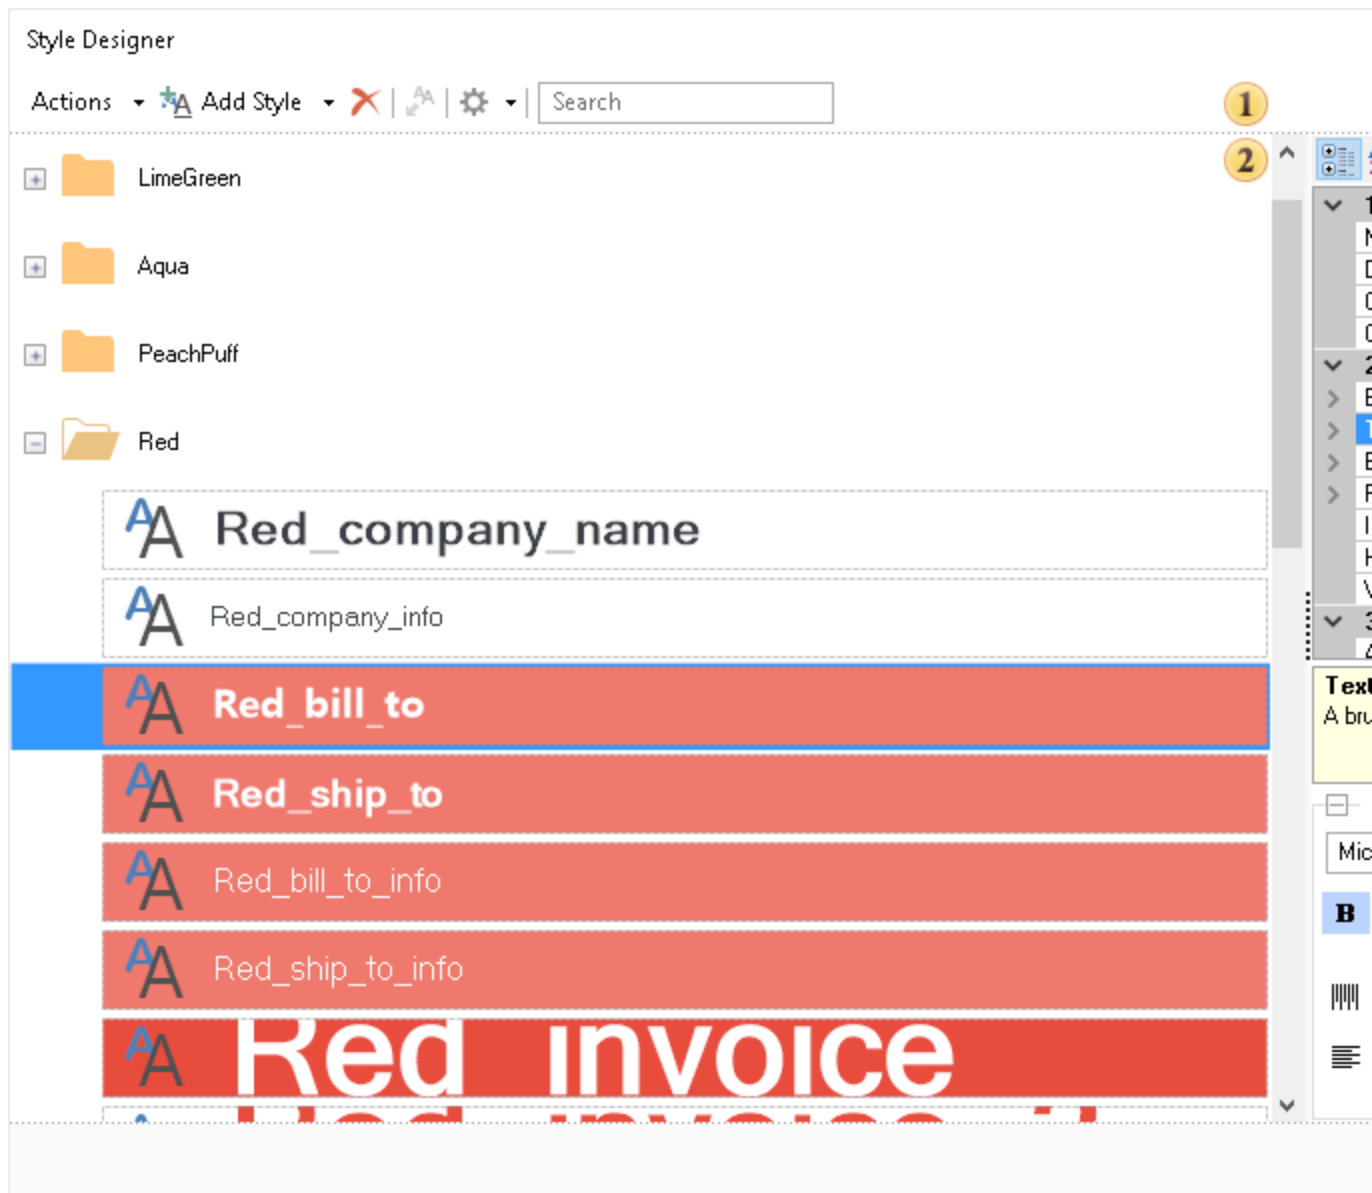 Style Designer
Actions Add Style Search 1
2
LimeGreen
Aqua
PeachPuff
Red
Red_company_name
Red_company_info
Red_bill_to
Red_ship_to
Red_bill_to_info
Red_ship_to_info
Red_invoice
Text
A
B